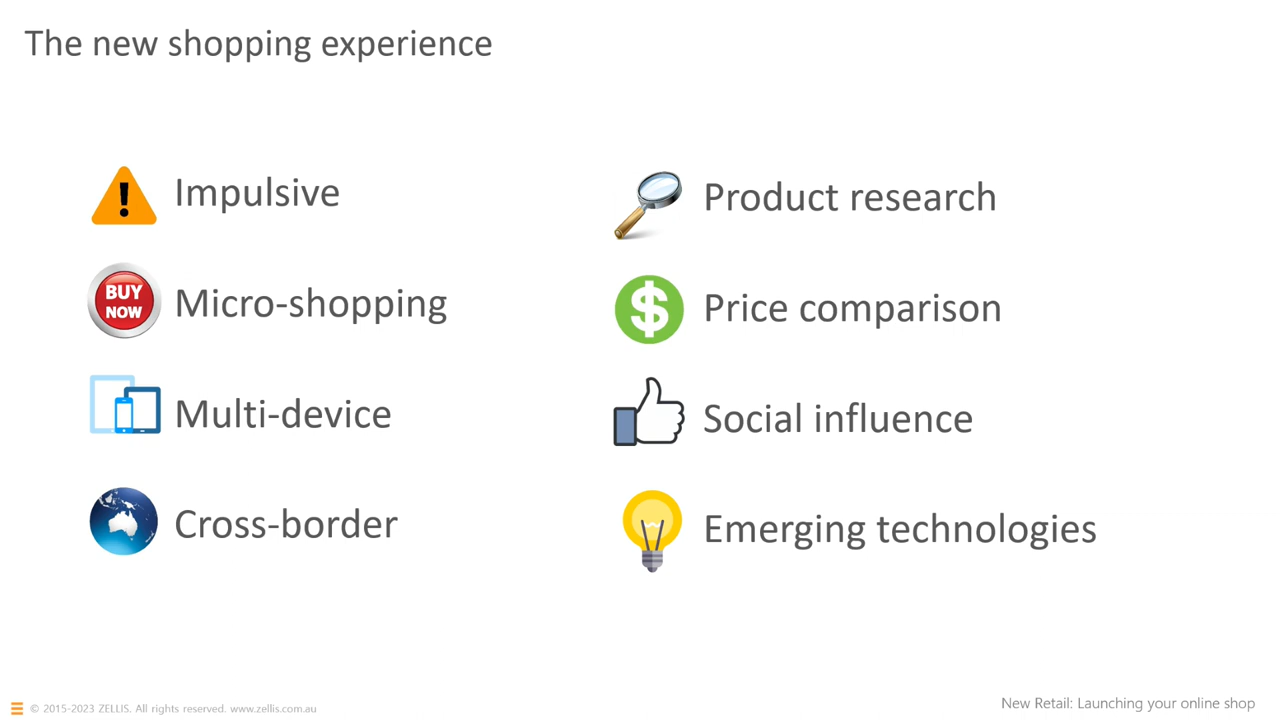 The new shopping experience
Impulsive
BUY
NOW
Micro-shopping
Multi-device
Cross-border
Product research
$
Price comparison
Social influence
Emerging technologies
© 2015-2023 ZELLIS. All rights reserved. www.zellis.com.au
New Retail: Launching your online shop